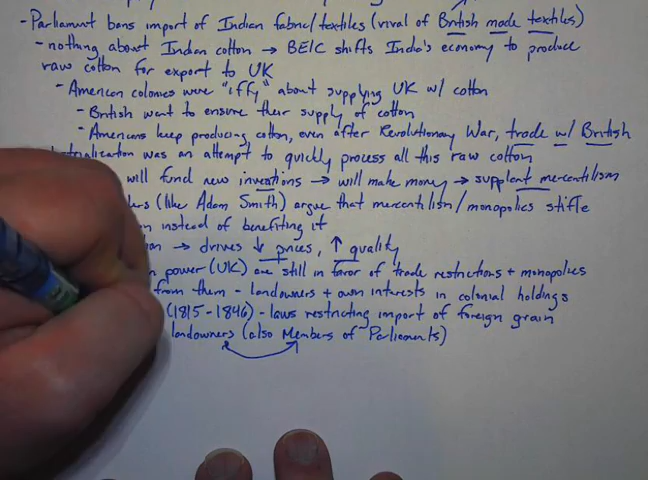 - Parliament bans import of Indian fabric/textiles (rival of British made textiles)
- nothing about Indian cotton → BEIC shifts India's economy to produce
raw cotton for export to UK
- American colonies were "iffy" about supplying UK w/ cotton
- British want to ensure their supply of cotton
- Americans keep producing cotton, even after Revolutionary War, trade w/ British
was an attempt to quickly process all this raw cotton
will fund new inventions → will make money → supplant mercantilism
(like Adam Smith) argue that mercantilism/monopolies stifle
instead of benefiting it
→ drives ↓ prices, ↑ quality
power (UK) are still in favor of trade restrictions + monopolies
from them - landowners + own interests in colonial holdings
(1815-1846) - laws restricting import of foreign grain
landowners (also Members of Parliaments)